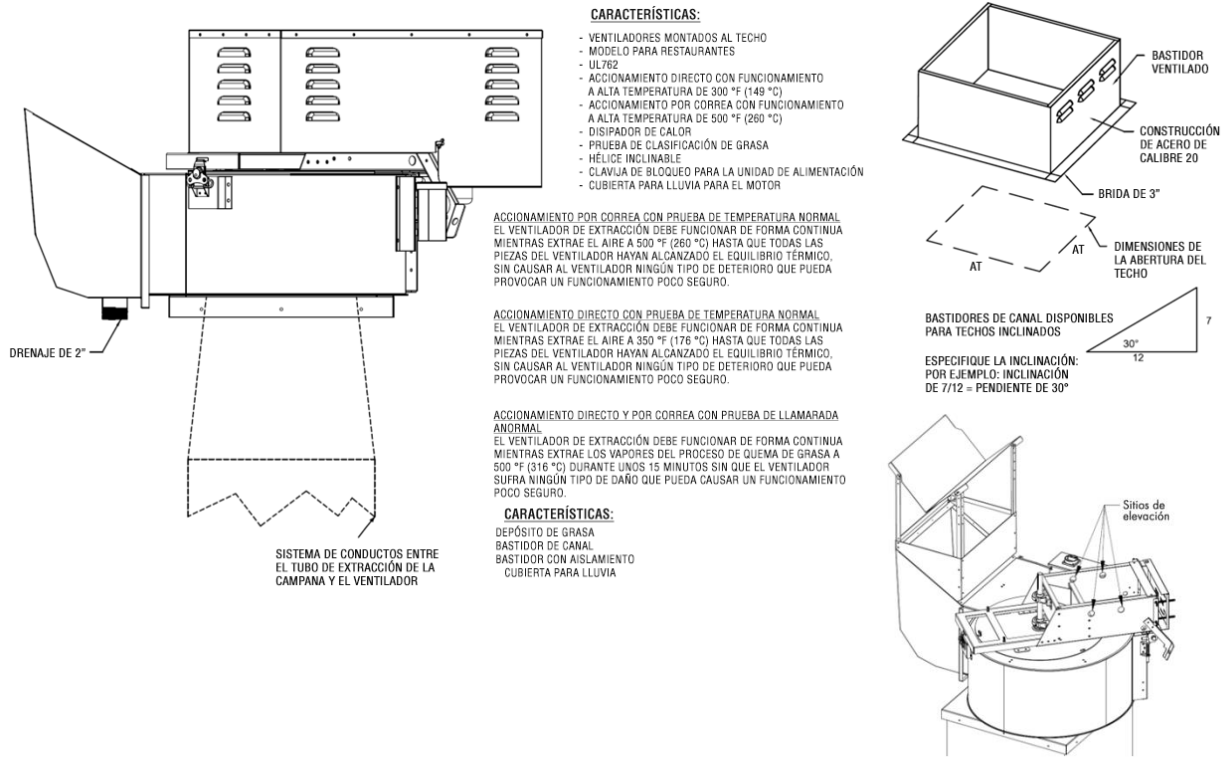 CARACTERÍSTICAS:
- VENTILADORES MONTADOS AL TECHO
- MODELO PARA RESTAURANTES
- UL762
- ACCIONAMIENTO DIRECTO CON FUNCIONAMIENTO
A ALTA TEMPERATURA DE 300 °F (149 °C)
- ACCIONAMIENTO POR CORREA CON FUNCIONAMIENTO
A ALTA TEMPERATURA DE 500 °F (260 °C)
- DISIPADOR DE CALOR
- PRUEBA DE CLASIFICACIÓN DE GRASA
- HÉLICE INCLINABLE
- CLAVIJA DE BLOQUEO PARA LA UNIDAD DE ALIMENTACIÓN
- CUBIERTA PARA LLUVIA PARA EL MOTOR
ACCIONAMIENTO POR CORREA CON PRUEBA DE TEMPERATURA NORMAL
EL VENTILADOR DE EXTRACCIÓN DEBE FUNCIONAR DE FORMA CONTINUA
MIENTRAS EXTRAE EL AIRE A 500 °F (260 °C) HASTA QUE TODAS LAS
PIEZAS DEL VENTILADOR HAYAN ALCANZADO EL EQUILIBRIO TÉRMICO,
SIN CAUSAR AL VENTILADOR NINGÚN TIPO DE DETERIORO QUE PUEDA
PROVOCAR UN FUNCIONAMIENTO POCO SEGURO.
ACCIONAMIENTO DIRECTO CON PRUEBA DE TEMPERATURA NORMAL
EL VENTILADOR DE EXTRACCIÓN DEBE FUNCIONAR DE FORMA CONTINUA
MIENTRAS EXTRAE EL AIRE A 350 °F (176 °C) HASTA QUE TODAS LAS
PIEZAS DEL VENTILADOR HAYAN ALCANZADO EL EQUILIBRIO TÉRMICO,
SIN CAUSAR AL VENTILADOR NINGÚN TIPO DE DETERIORO QUE PUEDA
PROVOCAR UN FUNCIONAMIENTO POCO SEGURO.
ACCIONAMIENTO DIRECTO Y POR CORREA CON PRUEBA DE LLAMARADA
ANORMAL
EL VENTILADOR DE EXTRACCIÓN DEBE FUNCIONAR DE FORMA CONTINUA
MIENTRAS EXTRAE LOS VAPORES DEL PROCESO DE QUEMA DE GRASA A
500 °F (316 °C) DURANTE UNOS 15 MINUTOS SIN QUE EL VENTILADOR
SUFRA NINGÚN TIPO DE DAÑO QUE PUEDA CAUSAR UN FUNCIONAMIENTO
POCO SEGURO.
CARACTERÍSTICAS:
DEPÓSITO DE GRASA
BASTIDOR DE CANAL
BASTIDOR CON AISLAMIENTO
CUBIERTA PARA LLUVIA
DRENAJE DE 2"
SISTEMA DE CONDUCTOS ENTRE
EL TUBO DE EXTRACCIÓN DE LA
CAMPANA Y EL VENTILADOR
BASTIDOR
VENTILADO
CONSTRUCCIÓN
DE ACERO DE
CALIBRE 20
BRIDA DE 3"
AT
AT
DIMENSIONES DE
LA ABERTURA DEL
TECHO
BASTIDORES DE CANAL DISPONIBLES
PARA TECHOS INCLINADOS
ESPECIFIQUE LA INCLINACIÓN:
POR EJEMPLO: INCLINACIÓN
DE 7/12 = PENDIENTE DE 30°
30°
12
7
Sitios de
elevación